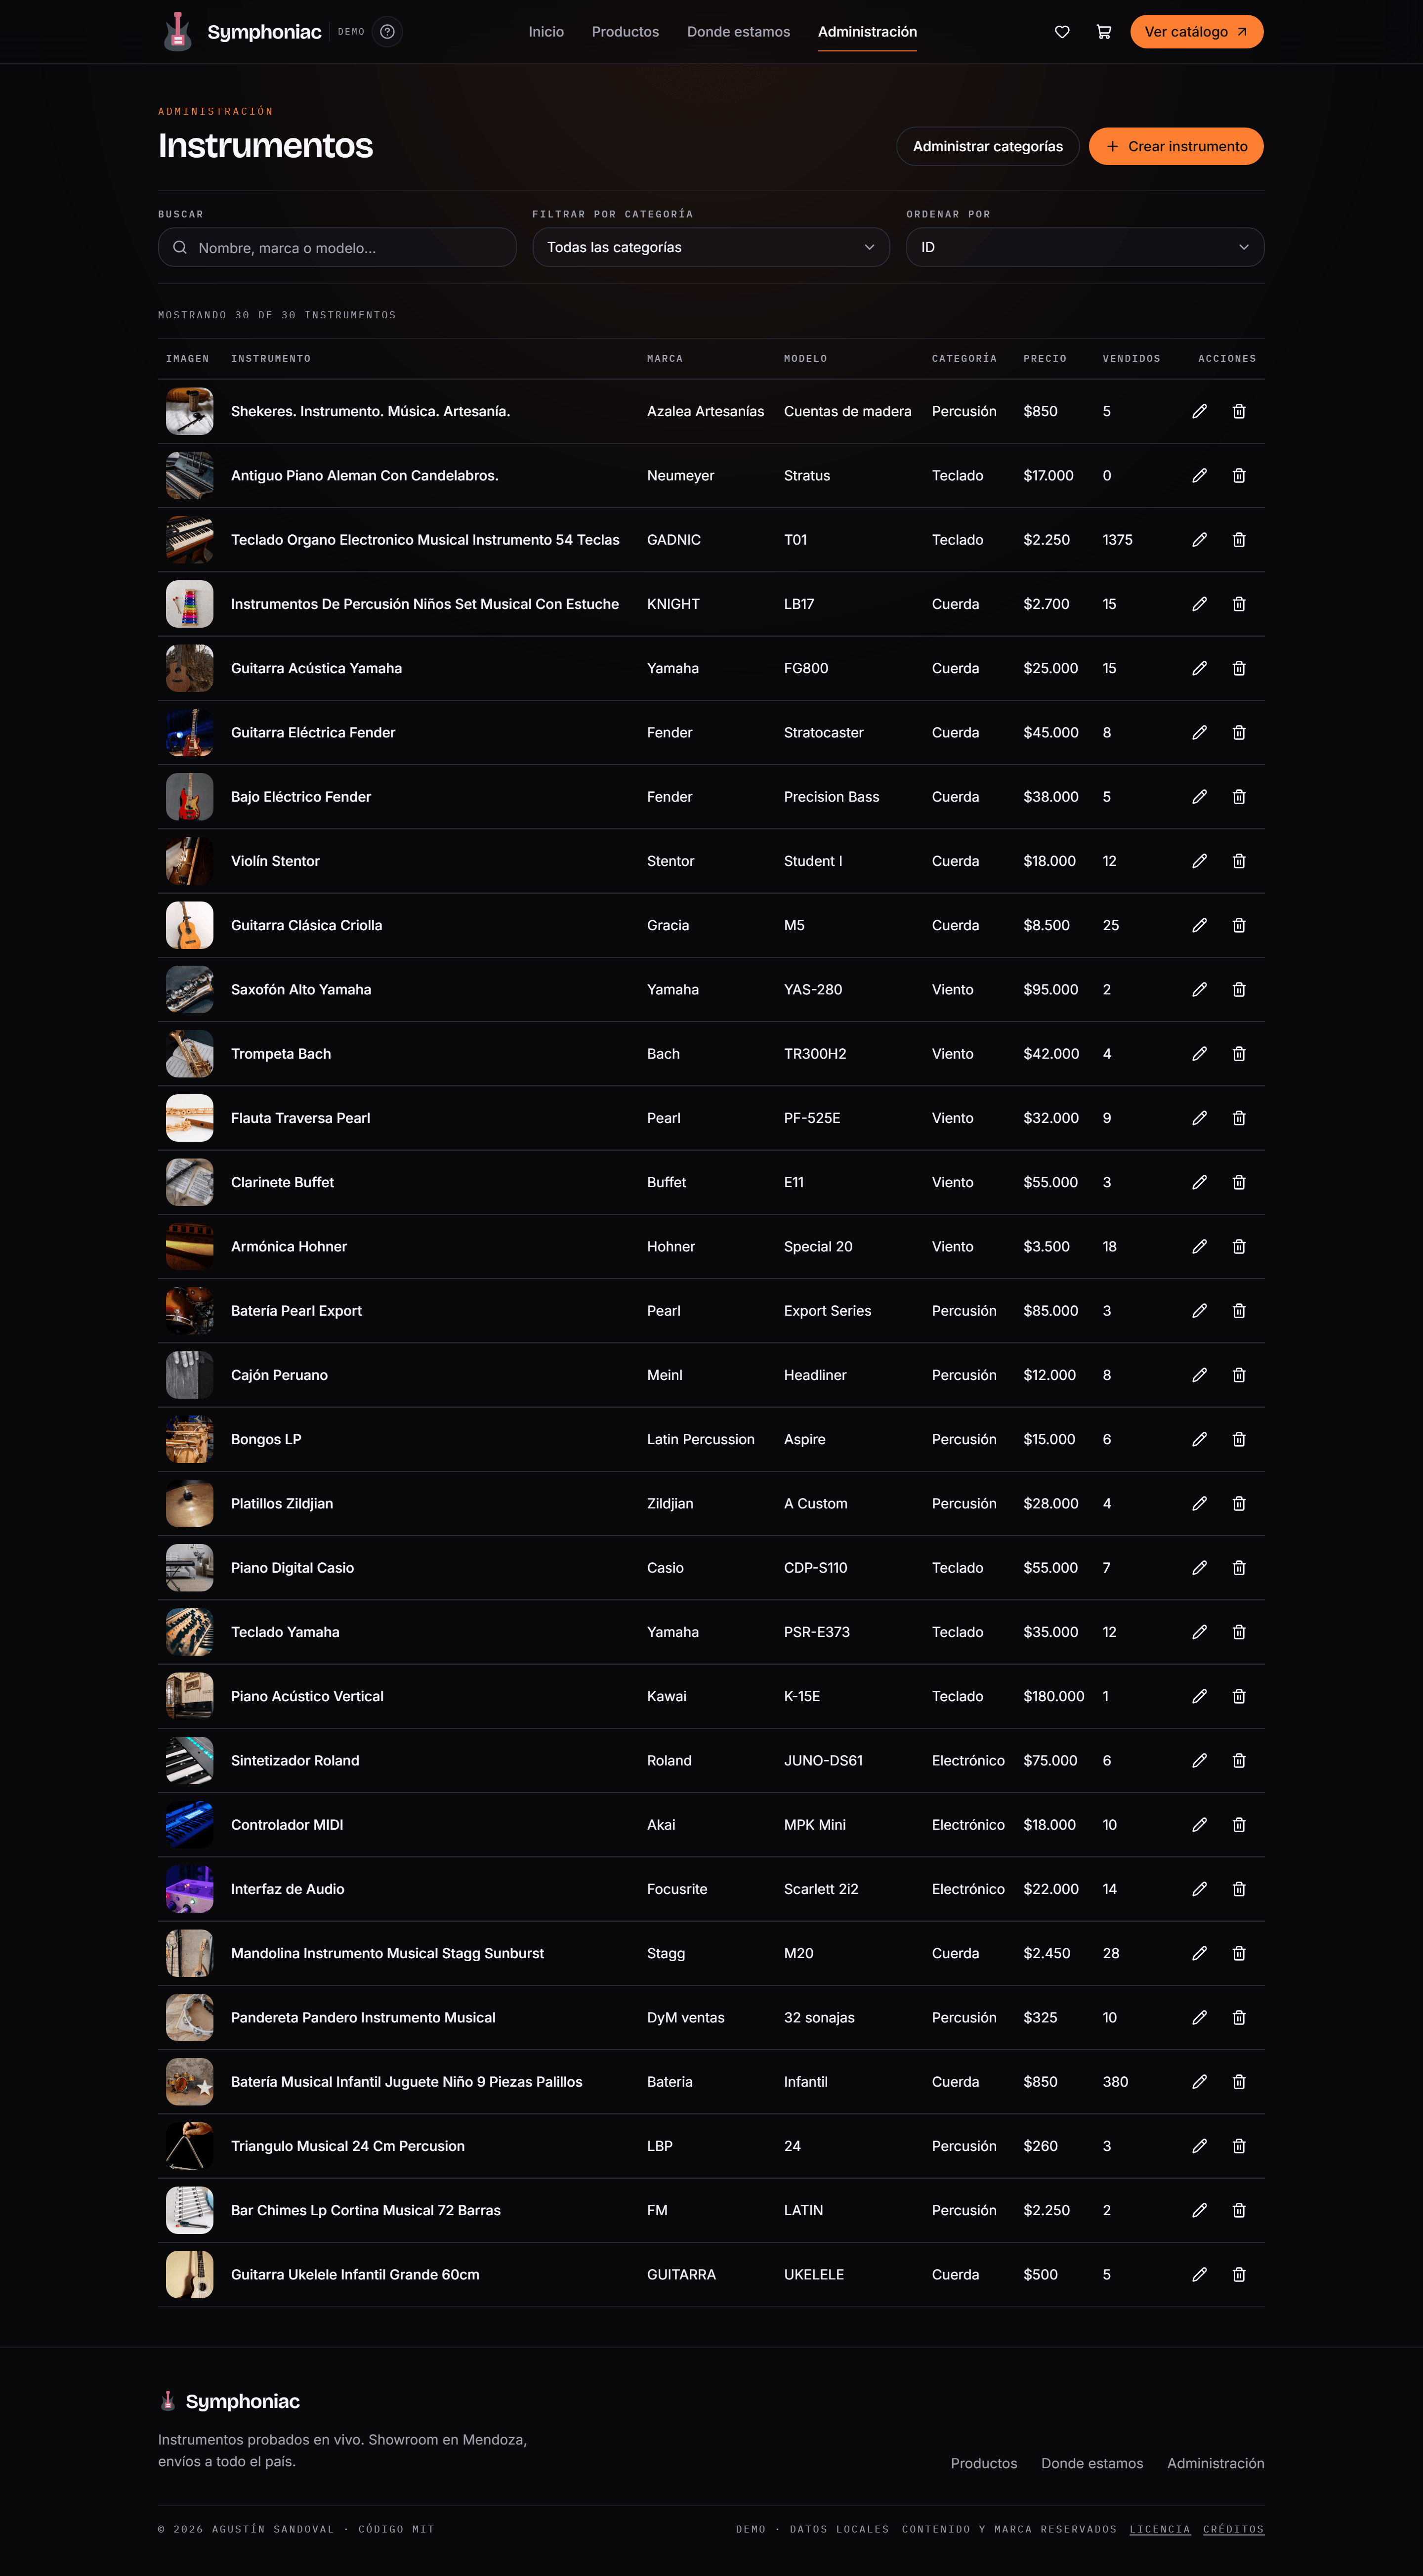 Symphoniac DEMO Inicio Productos Donde estamos Administración Ver catálogo
ADMINISTRACIÓN
Instrumentos
Administrar categorías Crear instrumento
BUSCAR FILTRAR POR CATEGORÍA ORDENAR POR
Nombre, marca o modelo... Todas las categorías ID
MOSTRANDO 30 DE 30 INSTRUMENTOS
IMAGEN INSTRUMENTO MARCA MODELO CATEGORÍA PRECIO VENDIDOS ACCIONES
Shekeres. Instrumento. Música. Artesanía. Azalea Artesanías Cuentas de madera Percusión $850 5
Antiguo Piano Aleman Con Candelabros. Neumeyer Stratus Teclado $17.000 0
Teclado Organo Electronico Musical Instrumento 54 Teclas GADNIC T01 Teclado $2.250 1375
Instrumentos De Percusión Niños Set Musical Con Estuche KNIGHT LB17 Cuerda $2.700 15
Guitarra Acústica Yamaha Yamaha FG800 Cuerda $25.000 15
Guitarra Eléctrica Fender Fender Stratocaster Cuerda $45.000 8
Bajo Eléctrico Fender Fender Precision Bass Cuerda $38.000 5
Violín Stentor Stentor Student I Cuerda $18.000 12
Guitarra Clásica Criolla Gracia M5 Cuerda $8.500 25
Saxofón Alto Yamaha Yamaha YAS-280 Viento $95.000 2
Trompeta Bach Bach TR300H2 Viento $42.000 4
Flauta Traversa Pearl Pearl PF-525E Viento $32.000 9
Clarinete Buffet Buffet E11 Viento $55.000 3
Armónica Hohner Hohner Special 20 Viento $3.500 18
Batería Pearl Export Pearl Export Series Percusión $85.000 3
Cajón Peruano Meinl Headliner Percusión $12.000 8
Bongos LP Latin Percussion Aspire Percusión $15.000 6
Platillos Zildjian Zildjian A Custom Percusión $28.000 4
Piano Digital Casio Casio CDP-S110 Teclado $55.000 7
Teclado Yamaha Yamaha PSR-E373 Teclado $35.000 12
Piano Acústico Vertical Kawai K-15E Teclado $180.000 1
Sintetizador Roland Roland JUNO-DS61 Electrónico $75.000 6
Controlador MIDI Akai MPK Mini Electrónico $18.000 10
Interfaz de Audio Focusrite Scarlett 2i2 Electrónico $22.000 14
Mandolina Instrumento Musical Stagg Sunburst Stagg M20 Cuerda $2.450 28
Pandereta Pandero Instrumento Musical DyM ventas 32 sonajas Percusión $325 10
Batería Musical Infantil Juguete Niño 9 Piezas Palillos Bateria Infantil Cuerda $850 380
Triangulo Musical 24 Cm Percusion LBP 24 Percusión $260 3
Bar Chimes Lp Cortina Musical 72 Barras FM LATIN Percusión $2.250 2
Guitarra Ukelele Infantil Grande 60cm GUITARRA UKELELE Cuerda $500 5
Symphoniac
Instrumentos probados en vivo. Showroom en Mendoza,
envíos a todo el país.
Productos Donde estamos Administración
© 2026 AGUSTÍN SANDOVAL · CÓDIGO MIT DEMO · DATOS LOCALES CONTENIDO Y MARCA RESERVADOS LICENCIA CRÉDITOS